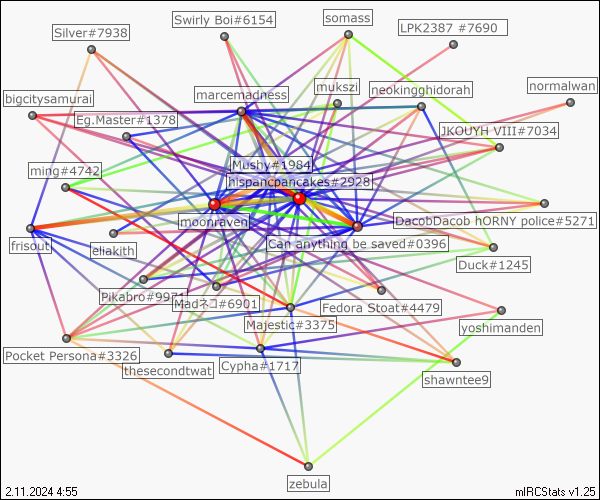 somass
Swirly Boi#6154
LPK2387 #7690
Silver#7938
mukszi
normalwan
marcemadness
neokingghidorah
bigcitysamurai
Eg.Master#1378
JKOUYH VIII#7034
Mushy#1984
ming#4742
hispancpancakes#2928
moonraven
DacobDacob hORNY police#5271
frisout
eliakith
Can anything be saved#0396
Duck#1245
Pikabro#9971
Madネコ#6901
Fedora Stoat#4479
Majestic#3375
yoshimanden
Pocket Persona#3326
thesecondtwat
Cypha#1717
shawntee9
zebula
2.11.2024 4:55
mIRCStats v1.25